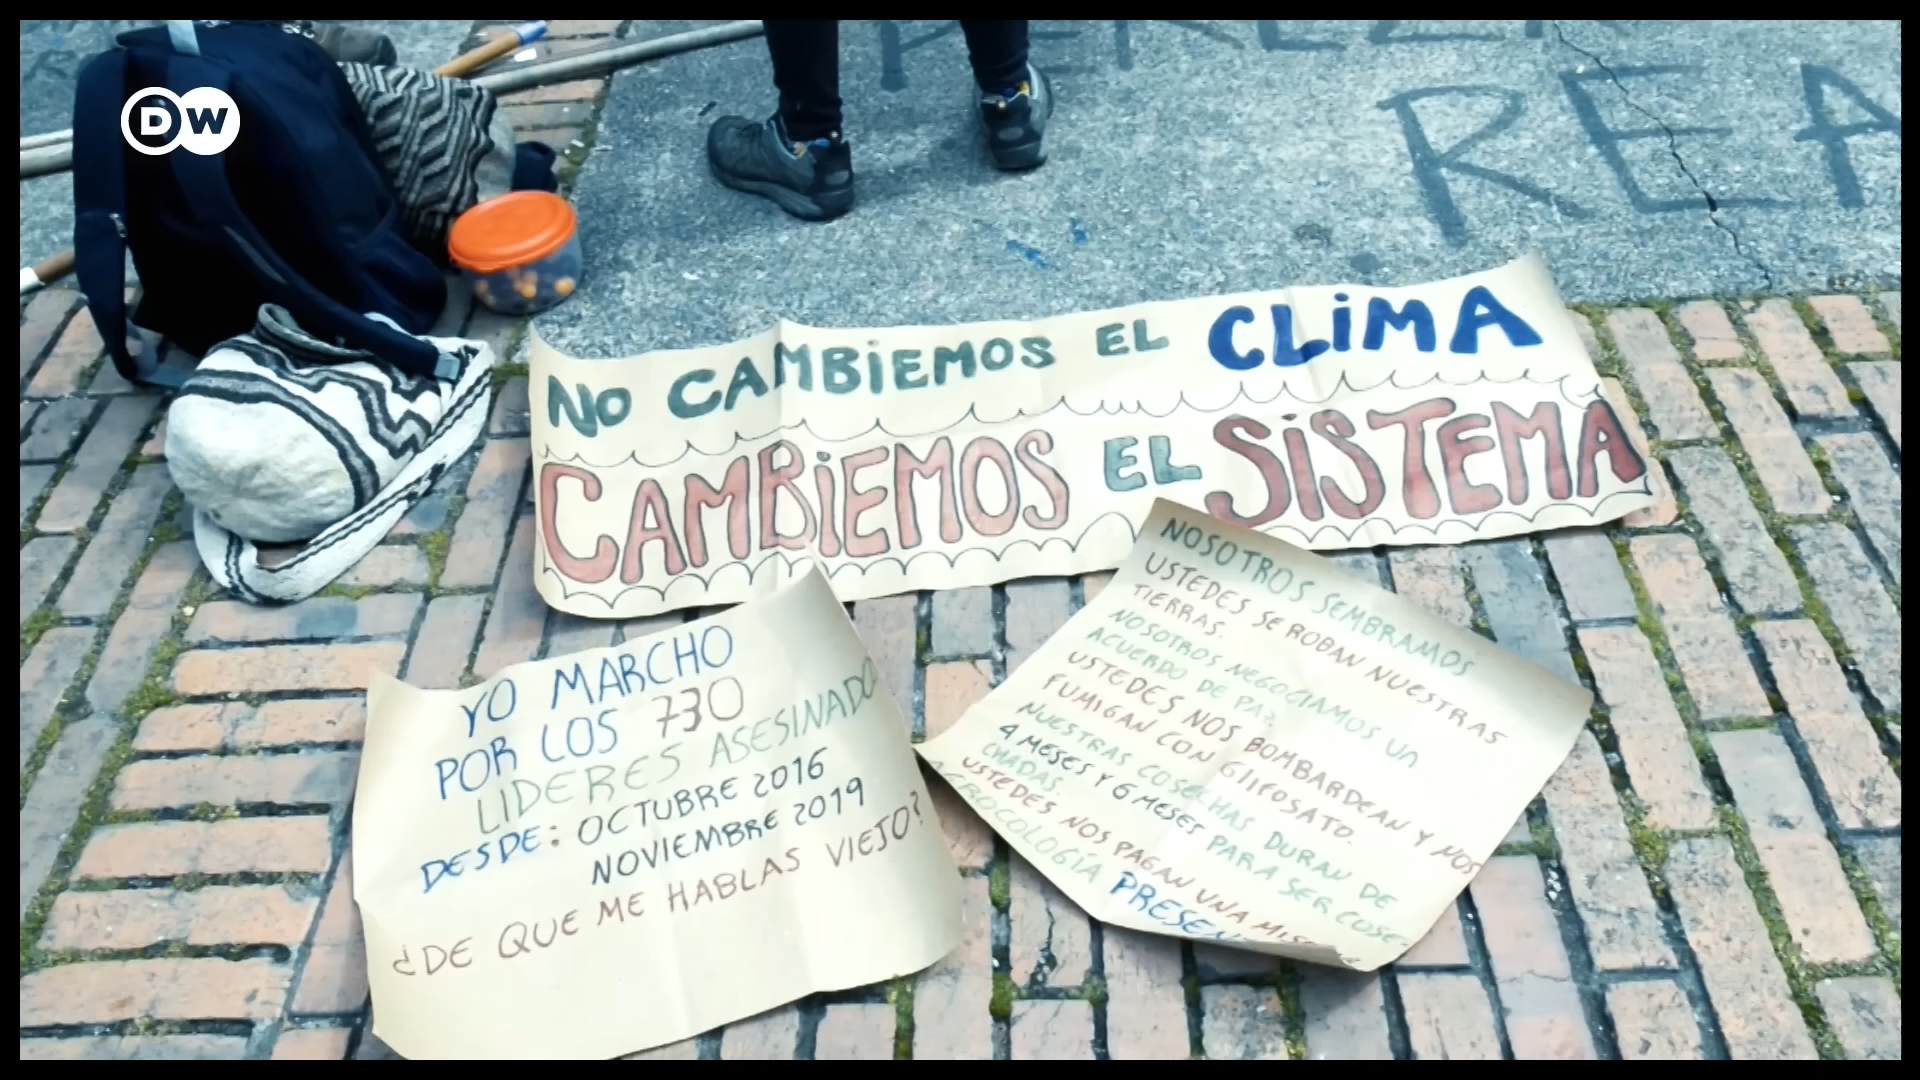 DW
REA
NO CAMBIEMOS EL CLIMA
CAMBIEMOS EL SISTEMA
YO MARCHO
POR LOS 730
LIDERES ASESINADO
DESDE: OCTUBRE 2016
NOVIEMBRE 2019
¿DE QUE ME HABLAS VIEJO?
NOSOTROS SEMBRAMOS
USTEDES SE ROBAN NUESTRAS
TIERRAS.
NOSOTROS NEGOCIAMOS UN
ACUERDO DE PAZ
USTEDES NOS BOMBARDEAN Y NOS
FUMIGAN CON GLIFOSATO.
NUESTRAS COSECHAS DURAN DE
4 MESES Y 6 MESES PARA SER COSE-
CHADAS.
USTEDES NOS PAGAN UNA
AGROCOLOGÍA